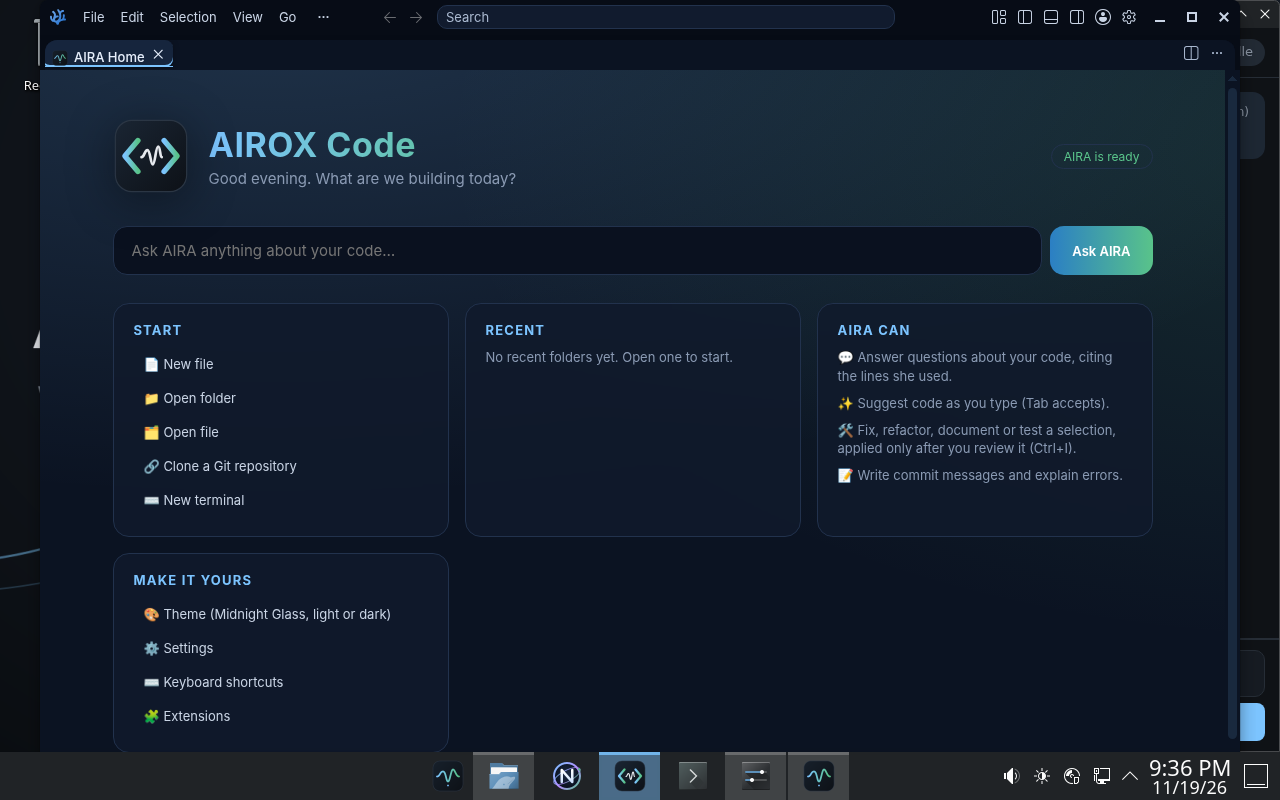 File Edit Selection View Go ···
Search
AIRA Home
Re
le
AIROX Code
Good evening. What are we building today?
AIRA is ready
Ask AIRA anything about your code...
Ask AIRA
START
New file
Open folder
Open file
Clone a Git repository
New terminal
RECENT
No recent folders yet. Open one to start.
AIRA CAN
Answer questions about your code, citing
the lines she used.
Suggest code as you type (Tab accepts).
Fix, refactor, document or test a selection,
applied only after you review it (Ctrl+I).
Write commit messages and explain errors.
MAKE IT YOURS
Theme (Midnight Glass, light or dark)
Settings
Keyboard shortcuts
Extensions
9:36 PM
11/19/26